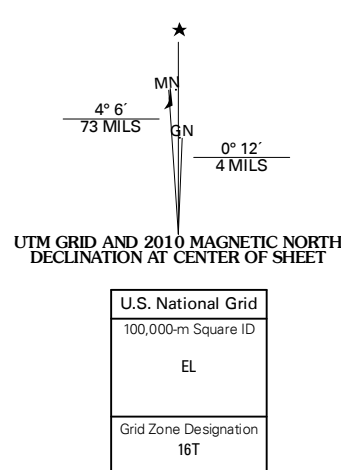 MN
4° 6´
73 MILS
GN
0° 12´
4 MILS
UTM GRID AND 2010 MAGNETIC NORTH
DECLINATION AT CENTER OF SHEET
U.S. National Grid
100,000-m Square ID
EL
Grid Zone Designation
16T